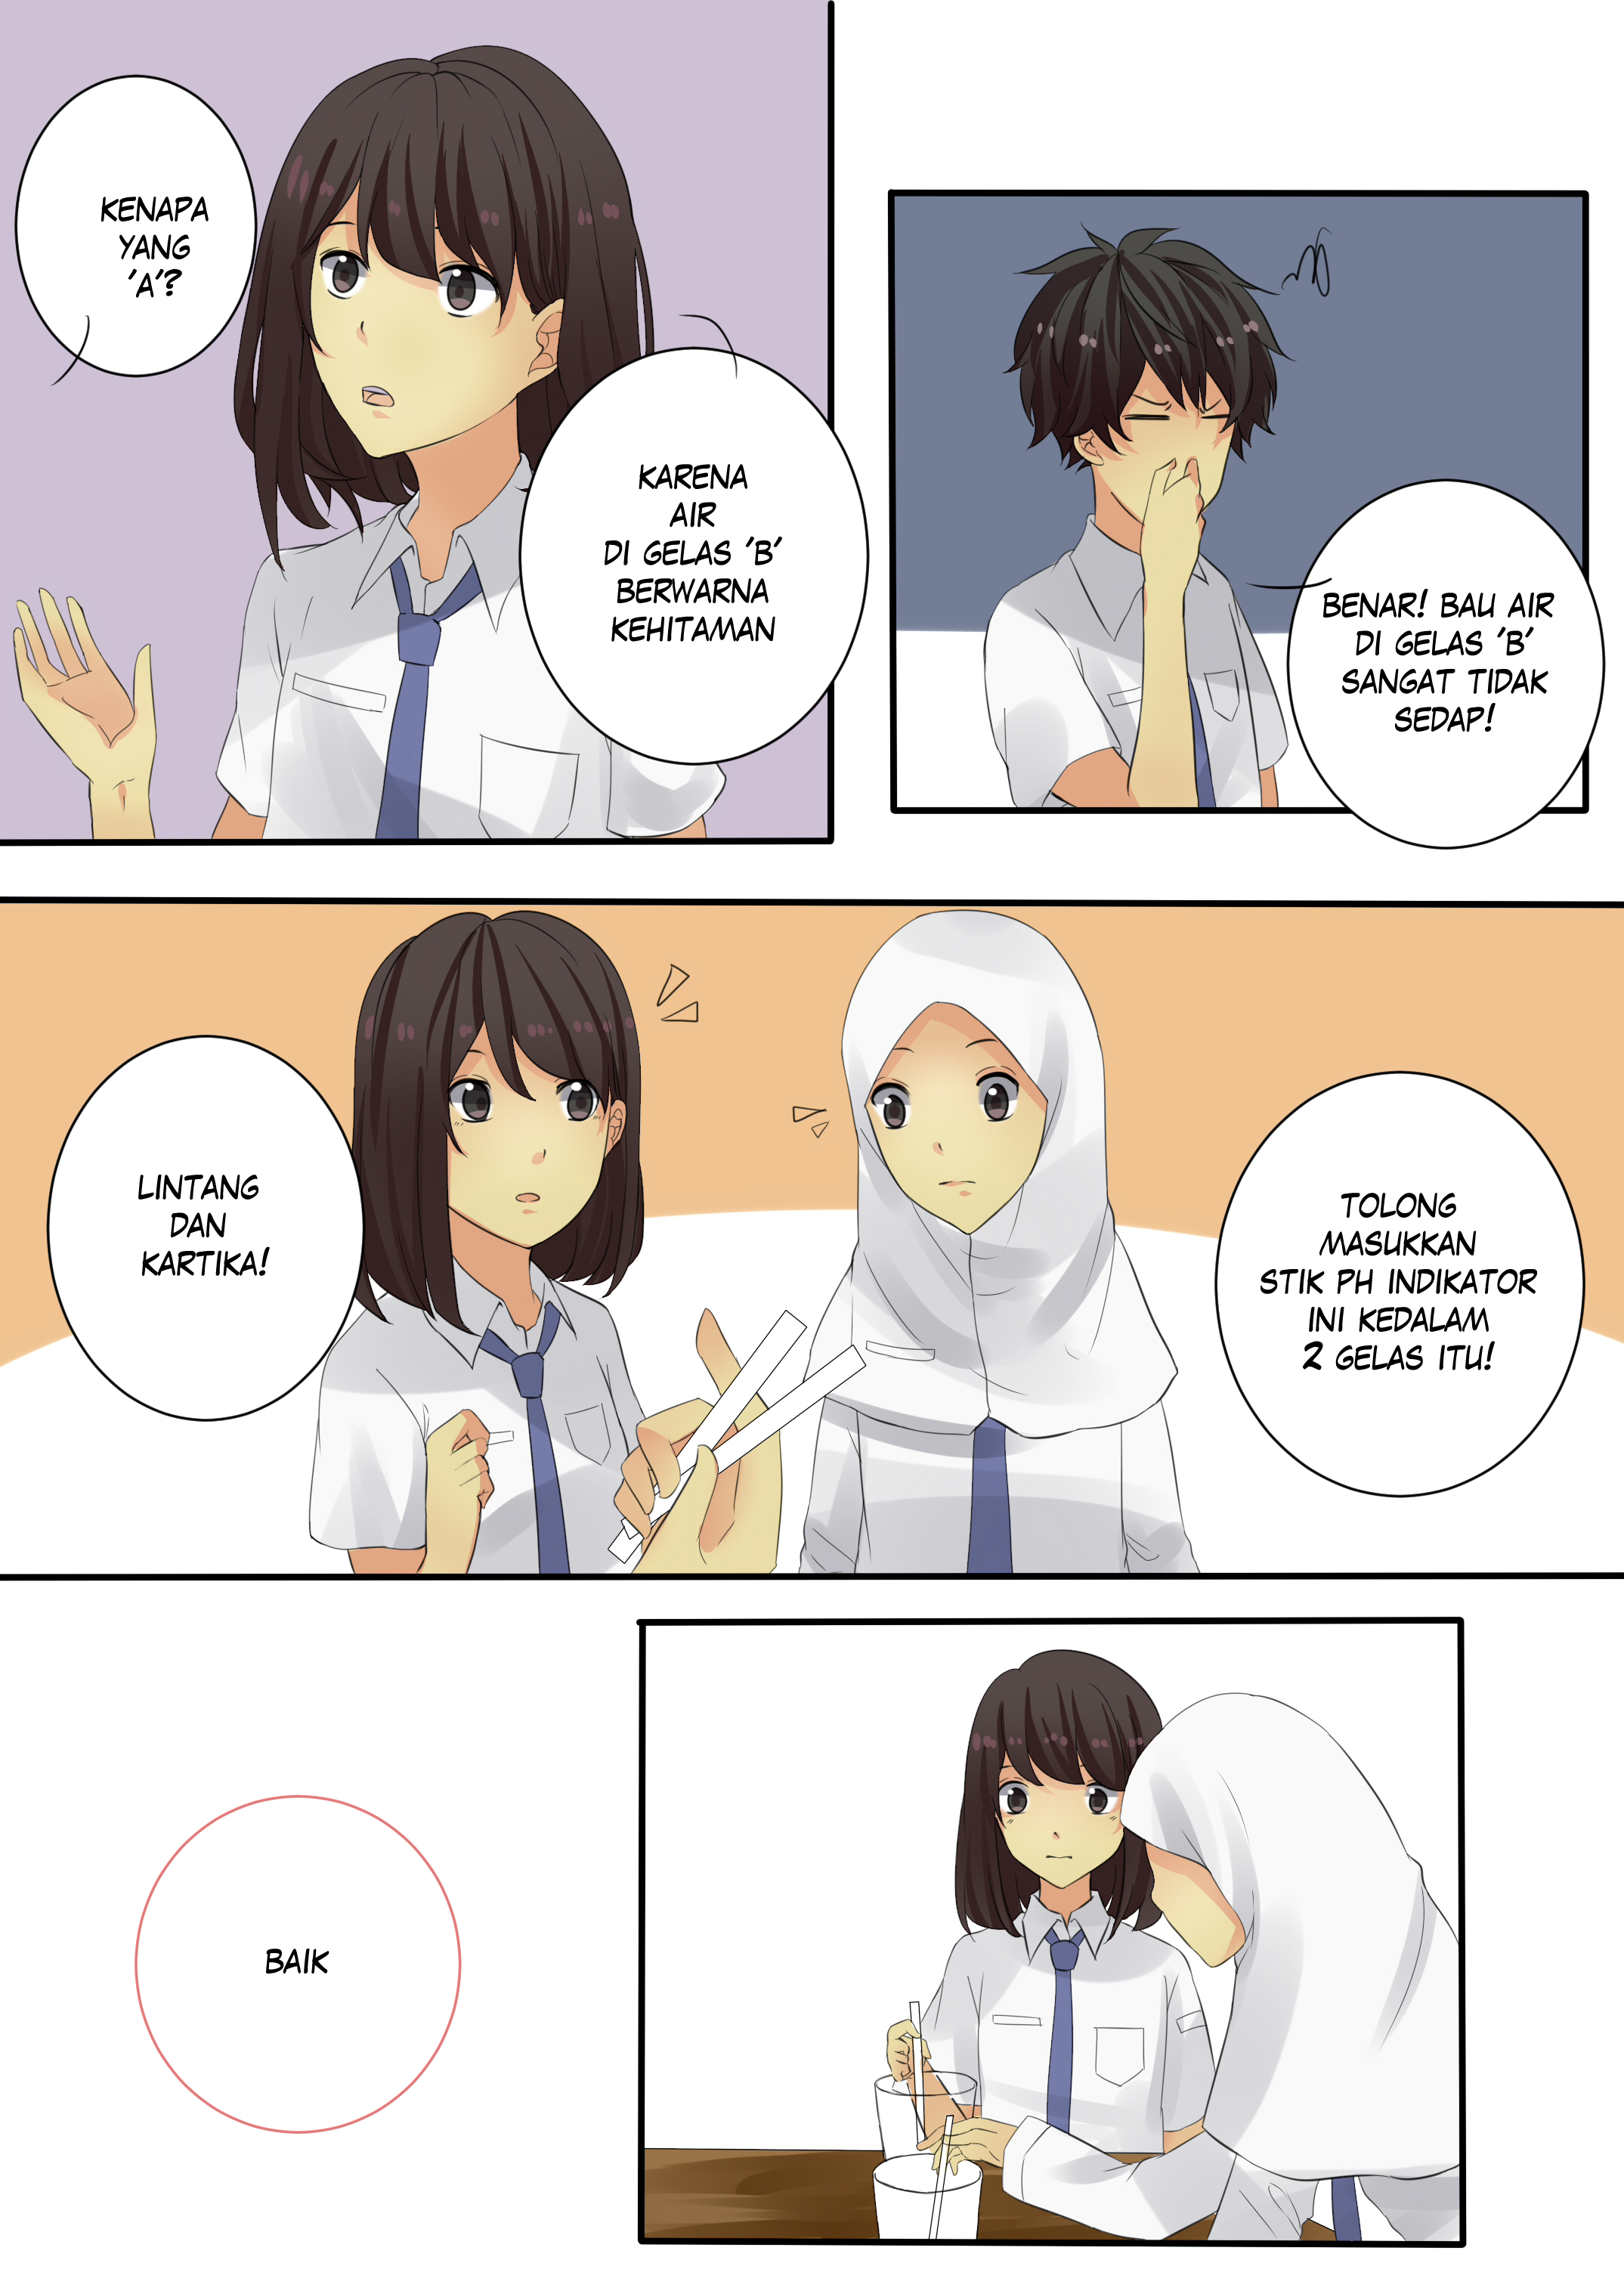 KENAPA
YANG
'A'?
KARENA
AIR
DI GELAS 'B'
BERWARNA
KEHITAMAN
BENAR! BAU AIR
DI GELAS 'B'
SANGAT TIDAK
SEDAP!
LINTANG
DAN
KARTIKA!
TOLONG
MASUKKAN
STIK PH INDIKATOR
INI KEDALAM
2 GELAS ITU!
BAIK